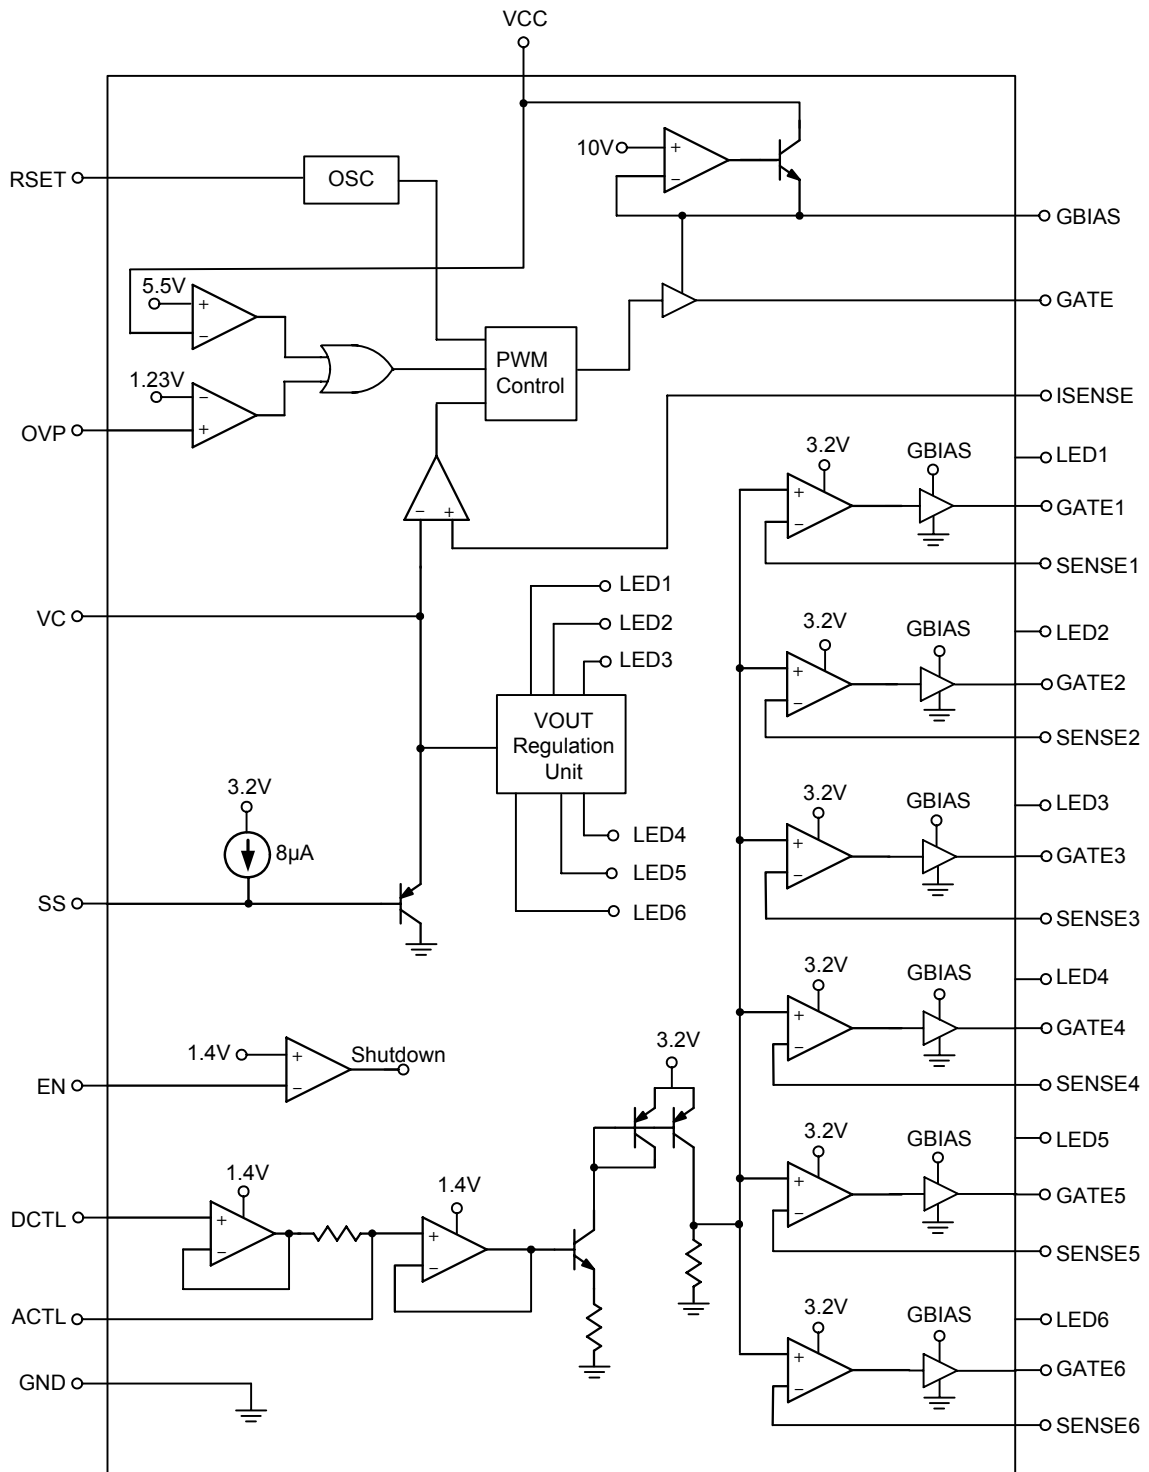 VCC
RSET
OSC
10V
+
−
GBIAS
GATE
5.5V
+
−
1.23V
−
+
OVP
PWM
Control
ISENSE
− +
VC
LED1
LED2
LED3
VOUT
Regulation
Unit
LED4
LED5
LED6
3.2V
8µA
SS
1.4V
+
−
Shutdown
EN
DCTL
1.4V
+
−
1.4V
+
−
ACTL
GND
3.2V
3.2V
+
−
GBIAS
LED1
GATE1
SENSE1
3.2V
+
−
GBIAS
LED2
GATE2
SENSE2
3.2V
+
−
GBIAS
LED3
GATE3
SENSE3
3.2V
+
−
GBIAS
LED4
GATE4
SENSE4
3.2V
+
−
GBIAS
LED5
GATE5
SENSE5
3.2V
+
−
GBIAS
LED6
GATE6
SENSE6